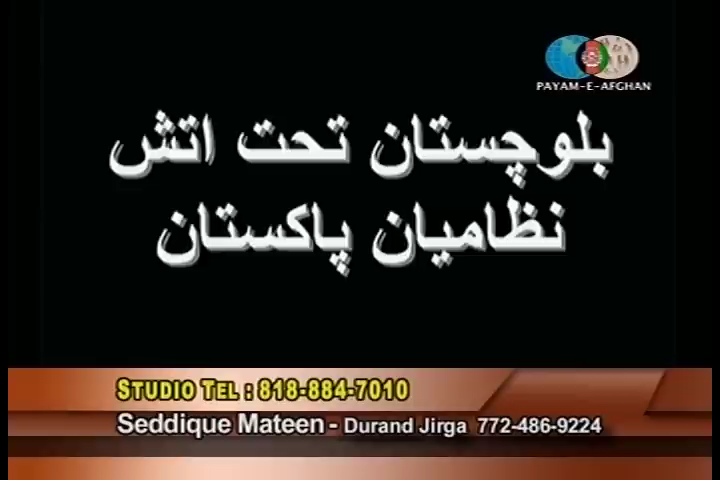 PAYAM-E-AFGHAN
بلوچستان تحت اتش
نظامیان پاکستان
STUDIO TEL : 818-884-7010
Seddique Mateen - Durand Jirga 772-486-9224